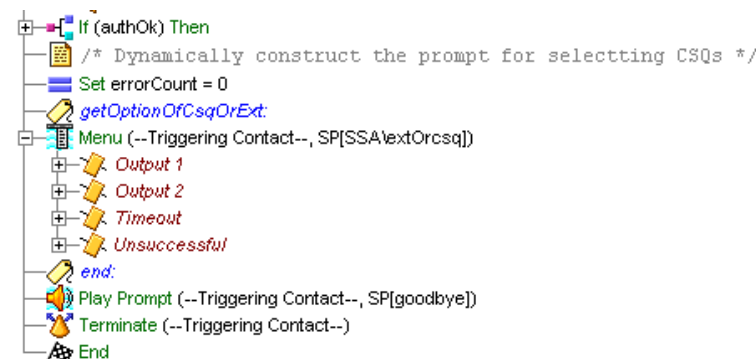 If (authOk) Then
/* Dynamically construct the prompt for selectting CSQs */
Set errorCount = 0
getOptionOfCsqOrExt:
Menu (--Triggering Contact--, SP[SSA\extOrcsq])
Output 1
Output 2
Timeout
Unsuccessful
end:
Play Prompt (--Triggering Contact--, SP[goodbye])
Terminate (--Triggering Contact--)
End